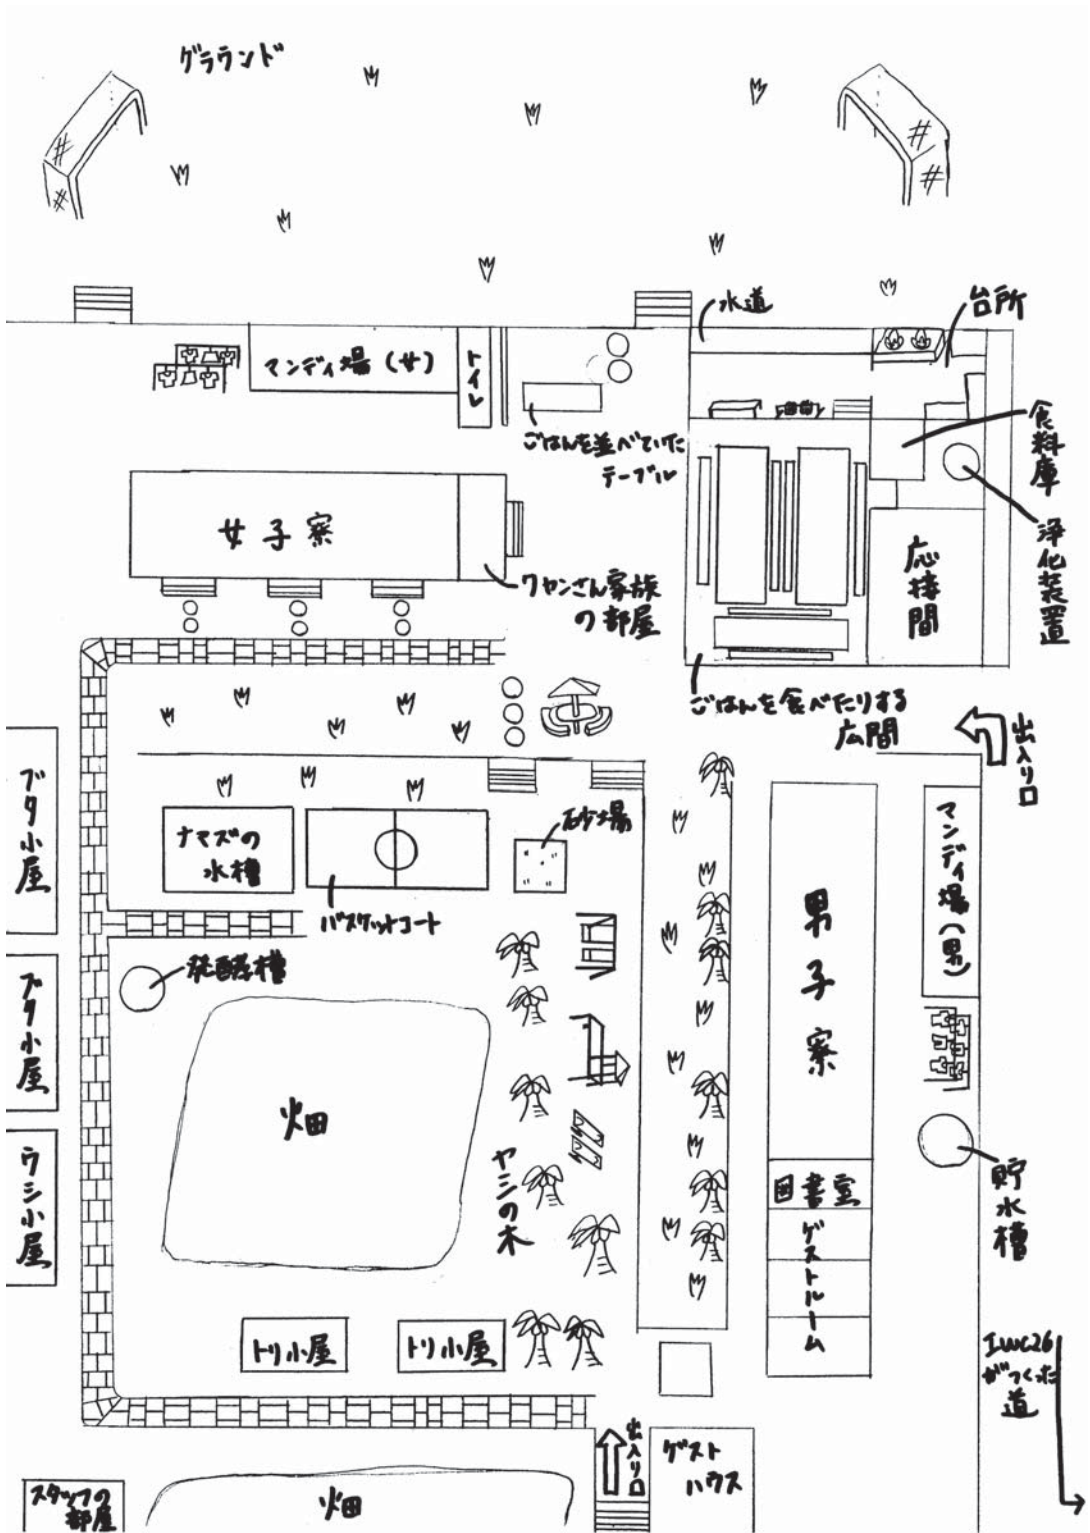 グラウンド
水道
台所
マンディ場(女)
トイレ
ごはんを並べていた
テーブル
食料庫
浄化装置
女子寮
ワヤンさん家族
の部屋
応接間
ごはんを食べたりする
広間
出入り口
ブタ小屋
ナマズの
水槽
バスケットコート
砂場
男子寮
マンディ場(男)
発酵槽
ブタ小屋
畑
ヤシの木
ウシ小屋
図書室
ゲストルーム
貯水槽
トリ小屋
トリ小屋
IWC26
がつくった
道
出入り口
ゲスト
ハウス
スタッフの
部屋
畑